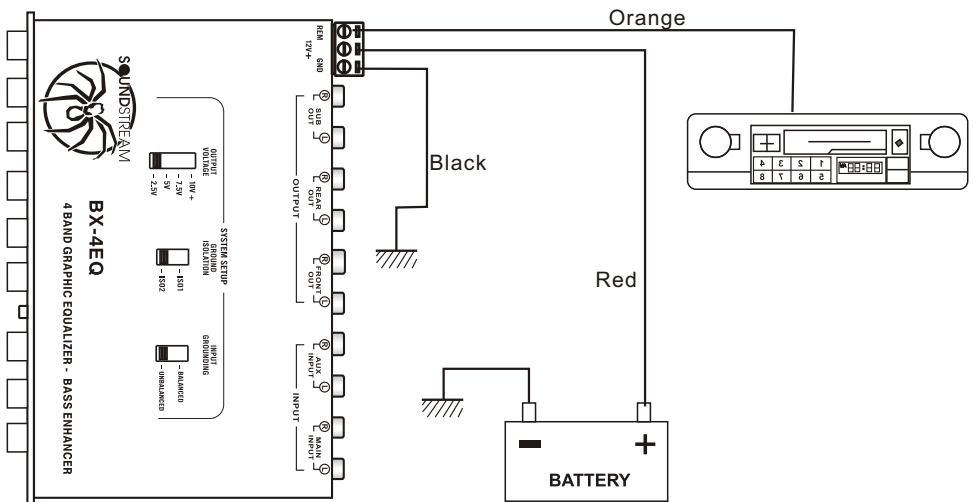 Orange
REM
12V+
GND
SOUNDSTREAM
R
SUB
OUT
L
OUTPUT
VOLTAGE
10V +
7.5V
5V
2.5V
Black
R
REAR
OUT
L
OUTPUT
BX-4EQ
4 BAND GRAPHIC EQUALIZER - BASS ENHANCER
SYSTEM SETUP
GROUND
ISOLATION
ISO1
ISO2
R
FRONT
OUT
L
Red
INPUT
GROUNDING
BALANCED
UNBALANCED
R
AUX
INPUT
L
INPUT
R
MAIN
INPUT
L
1 2 3 4
5 6 7 8
- +
BATTERY